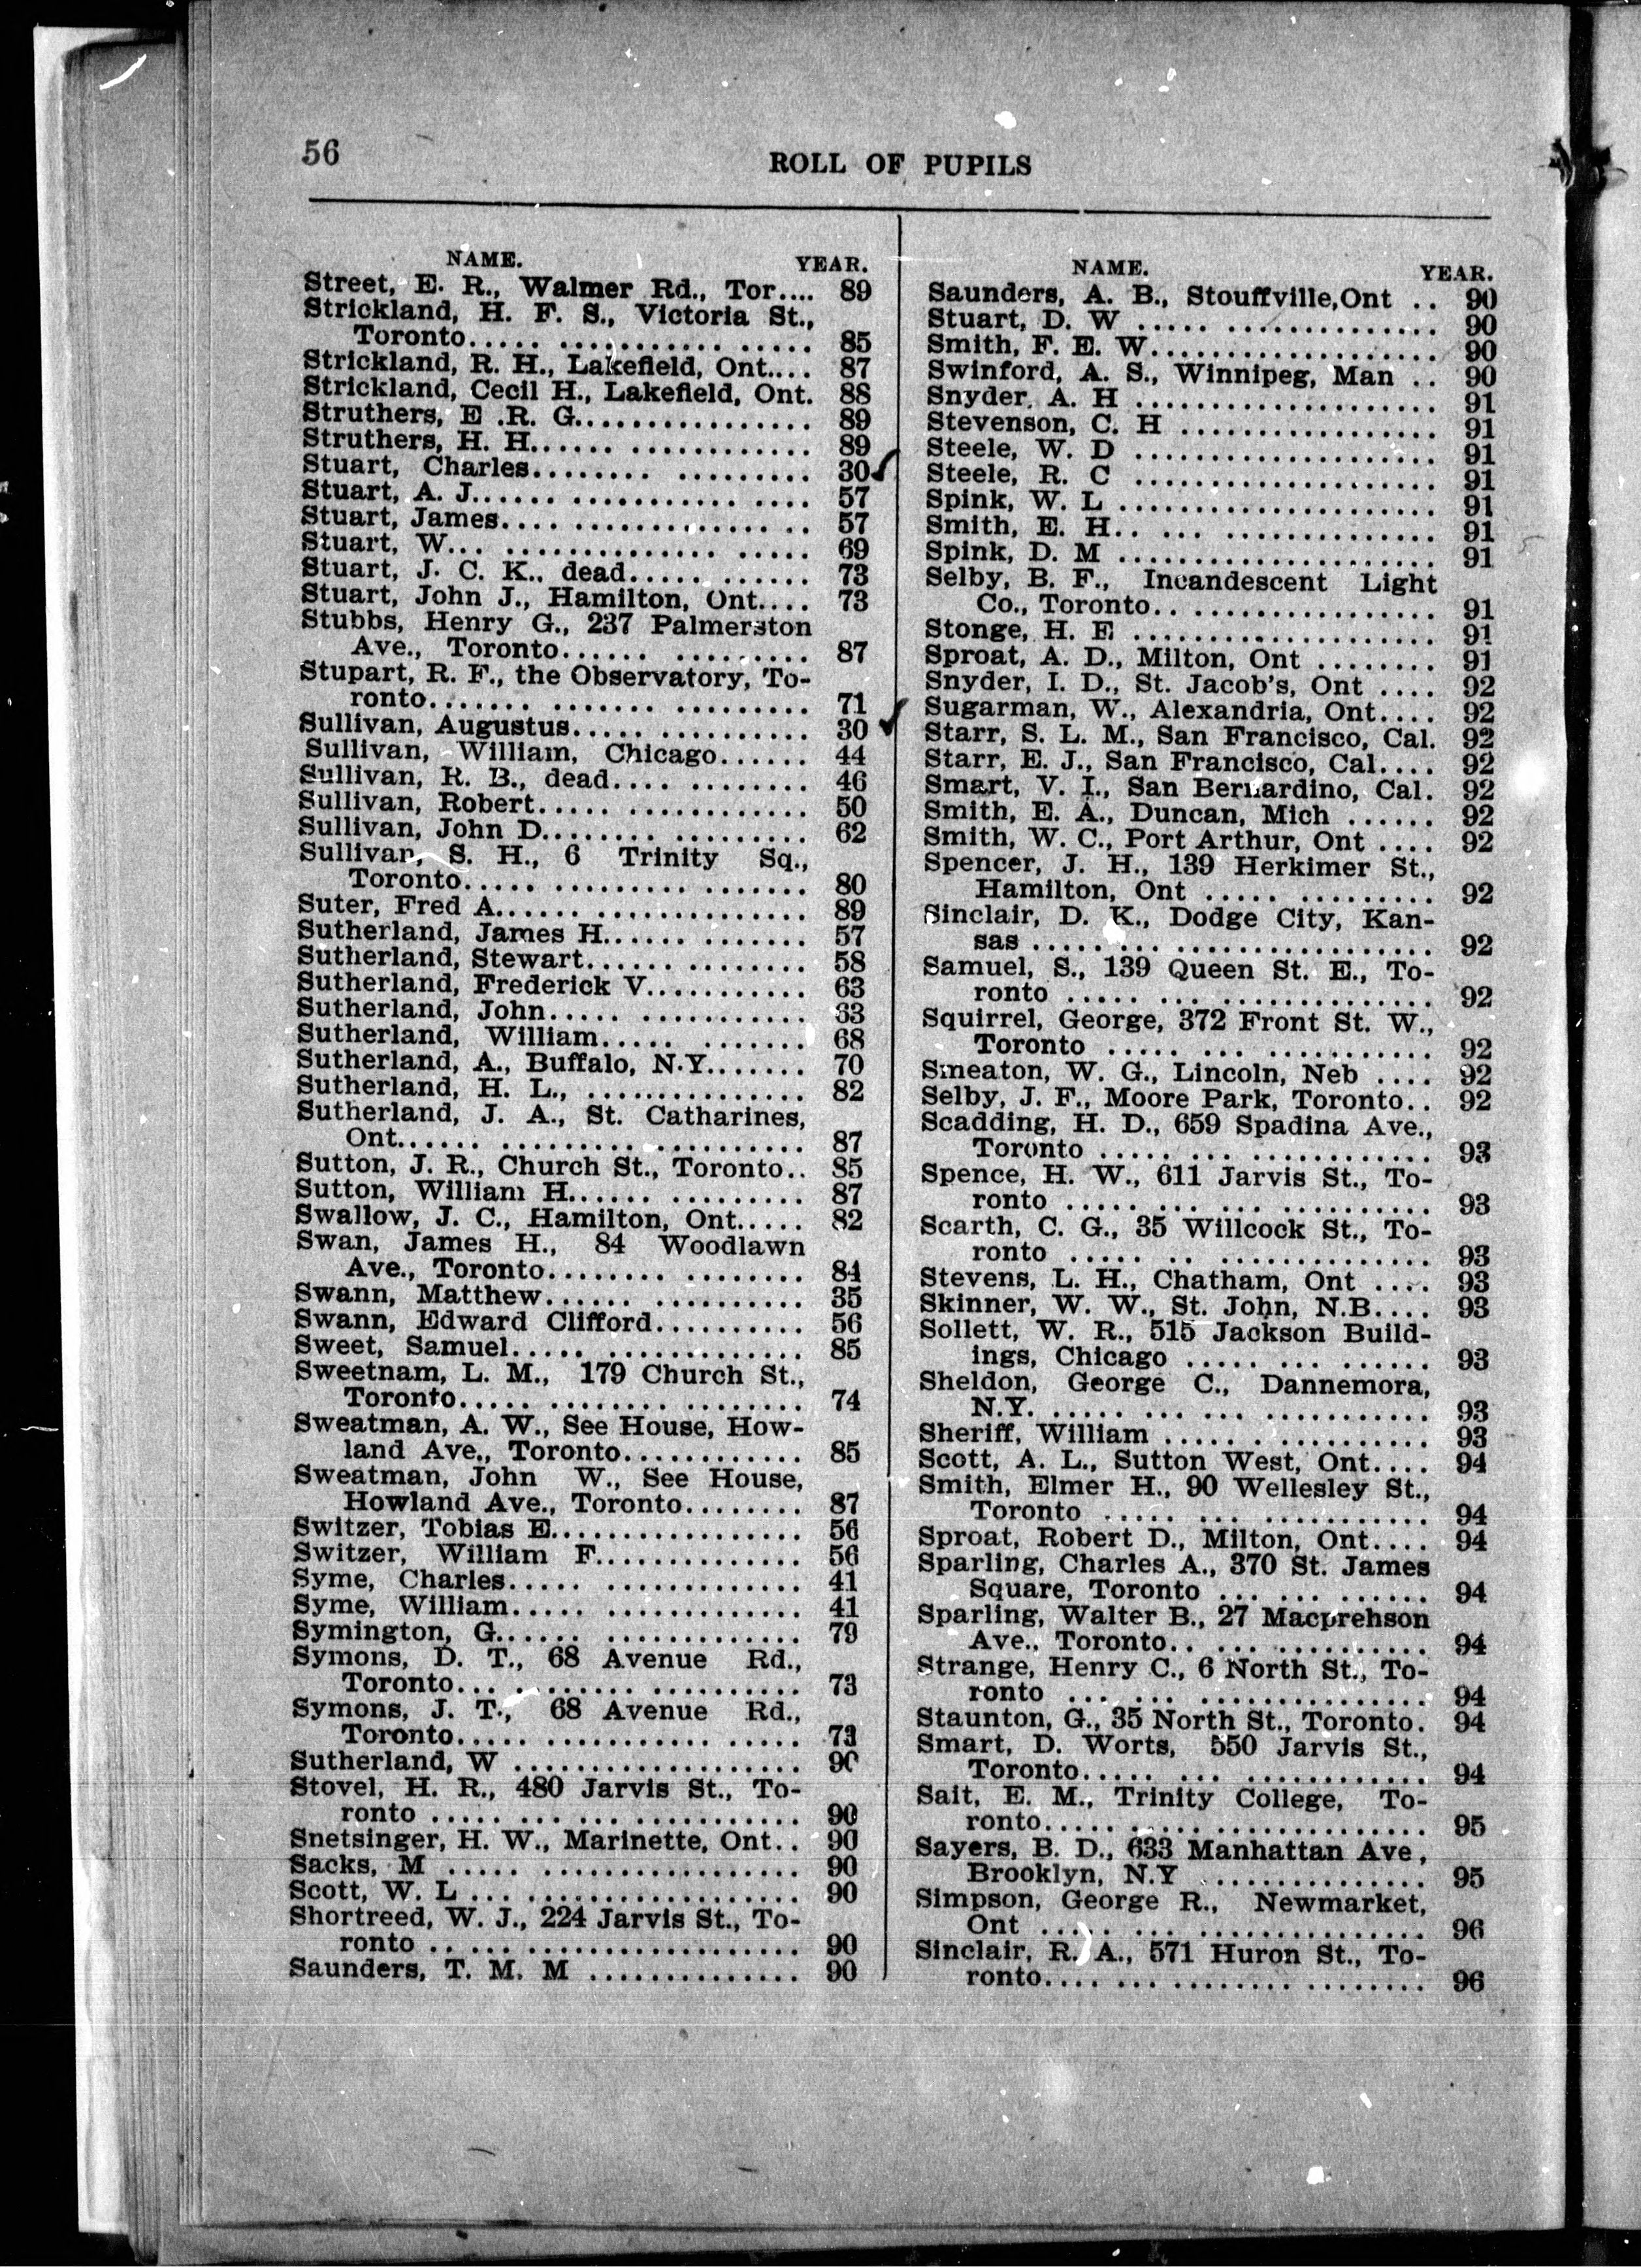 56
ROLL OF PUPILS
NAME. YEAR.
Street, E. R., Walmer Rd., Tor.... 89
Strickland, H. F. S., Victoria St.,
Toronto..... ........... ...... 85
Strickland, R. H., Lakefield, Ont.... 87
Strickland, Cecil H., Lakefield, Ont. 88
Struthers, E .R. G................ 89
Struthers, H. H...... ............ 89
Stuart, Charles........ ......... 30
Stuart, A. J...... ........... .... 57
Stuart, James.... ............... 57
Stuart, W... .............. ..... 69
Stuart, J. C. K., dead..... ...... 73
Stuart, John J., Hamilton, Ont.... 73
Stubbs, Henry G., 237 Palmerston
Ave., Toronto...... .......... 87
Stupart, R. F., the Observatory, To-
ronto....... ....... ......... 71
Sullivan, Augustus..... .......... 30
Sullivan, William, Chicago...... 44
Sullivan, R. B., dead.... ........ 46
Sullivan, Robert..... ............ 50
Sullivan, John D........ ......... 62
Sullivan, S. H., 6 Trinity Sq.,
Toronto..... ......... ....... 80
Suter, Fred A...... .............. 89
Sutherland, James H...... ....... 57
Sutherland, Stewart...... ........ 58
Sutherland, Frederick V.......... 63
Sutherland, John..... ........... 63
Sutherland, William..... ....... 68
Sutherland, A., Buffalo, N.Y....... 70
Sutherland, H. L., ............... 82
Sutherland, J. A., St. Catharines,
Ont...... ......... .......... 87
Sutton, J. R., Church St., Toronto.. 85
Sutton, William H...... ......... 87
Swallow, J. C., Hamilton, Ont..... 82
Swan, James H., 84 Woodlawn
Ave., Toronto........ ........ 84
Swann, Matthew...... .......... 35
Swann, Edward Clifford.......... 56
Sweet, Samuel..... ............. 85
Sweetnam, L. M., 179 Church St.,
Toronto..... ......... ........ 74
Sweatman, A. W., See House, How-
land Ave., Toronto............ 85
Sweatman, John W., See House,
Howland Ave., Toronto........ 87
Switzer, Tobias E................. 56
Switzer, William F.............. 56
Syme, Charles..... ............. 41
Syme, William..... ............. 41
Symington, G...... ............. 79
Symons, D. T., 68 Avenue Rd.,
Toronto... ........ .......... 73
Symons, J. T., 68 Avenue Rd.,
Toronto..... ........... ..... 73
Sutherland, W ................... 90
Stovel, H. R., 480 Jarvis St., To-
ronto ..... ... ............. 90
Snetsinger, H. W., Marinette, Ont.. 90
Sacks, M ..... ................. 90
Scott, W. L ... .................. 90
Shortreed, W. J., 224 Jarvis St., To-
ronto .. ... .................. 90
Saunders, T. M. M .............. 90
NAME. YEAR.
Saunders, A. B., Stouffville,Ont .. 90
Stuart, D. W ..... .............. 90
Smith, F. E. W................... 90
Swinford, A. S., Winnipeg, Man .. 90
Snyder, A. H .................... 91
Stevenson, C. H ................. 91
Steele, W. D .................... 91
Steele, R. C .................... 91
Spink, W. L ..................... 91
Smith, E. H.. ... .............. 91
Spink, D. M ..................... 91
Selby, B. F., Incandescent Light
Co., Toronto.. ................ 91
Stonge, H. E .................... 91
Sproat, A. D., Milton, Ont ........ 91
Snyder, I. D., St. Jacob's, Ont .... 92
Sugarman, W., Alexandria, Ont.... 92
Starr, S. L. M., San Francisco, Cal. 92
Starr, E. J., San Francisco, Cal.... 92
Smart, V. I., San Bernardino, Cal. 92
Smith, E. A., Duncan, Mich ...... 92
Smith, W. C., Port Arthur, Ont .... 92
Spencer, J. H., 139 Herkimer St.,
Hamilton, Ont ..... ......... 92
Sinclair, D. K., Dodge City, Kan-
sas ..... ... ................. 92
Samuel, S., 139 Queen St. E., To-
ronto ..... ... .............. 92
Squirrel, George, 372 Front St. W.,
Toronto ..... ... ........... 92
Smeaton, W. G., Lincoln, Neb .... 92
Selby, J. F., Moore Park, Toronto.. 92
Scadding, H. D., 659 Spadina Ave.,
Toronto ..... ... ............ 93
Spence, H. W., 611 Jarvis St., To-
ronto ..... ... ... .......... 93
Scarth, C. G., 35 Willcock St., To-
ronto ..... .. ............... 93
Stevens, L. H., Chatham, Ont .... 93
Skinner, W. W., St. John, N.B.... 93
Sollett, W. R., 515 Jackson Build-
ings, Chicago ..... ... ...... 93
Sheldon, George C., Dannemora,
N.Y. ..... ... ... ........... 93
Sheriff, William ..... ........... 93
Scott, A. L., Sutton West, Ont.... 94
Smith, Elmer H., 90 Wellesley St.,
Toronto ..... ... ........... 94
Sproat, Robert D., Milton, Ont.... 94
Sparling, Charles A., 370 St. James
Square, Toronto ... ... ...... 94
Sparling, Walter B., 27 Macprehson
Ave., Toronto.. ... .......... 94
Strange, Henry C., 6 North St., To-
ronto ... ... ............... 94
Staunton, G., 35 North St., Toronto. 94
Smart, D. Worts, 550 Jarvis St.,
Toronto..... ... ............ 94
Sait, E. M., Trinity College, To-
ronto..... ... ............... 95
Sayers, B. D., 633 Manhattan Ave,
Brooklyn, N.Y ............... 95
Simpson, George R., Newmarket,
Ont ..... ... ................ 96
Sinclair, R. A., 571 Huron St., To-
ronto.... ... ........ ........ 96